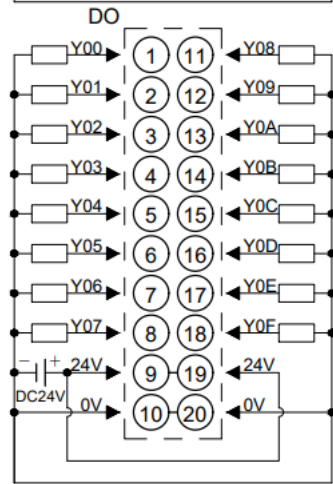 DO
Y00 1 11 Y08
Y01 2 12 Y09
Y02 3 13 Y0A
Y03 4 14 Y0B
Y04 5 15 Y0C
Y05 6 16 Y0D
Y06 7 17 Y0E
Y07 8 18 Y0F
− + 24V 9 19 24V
DC24V
0V 10 20 0V